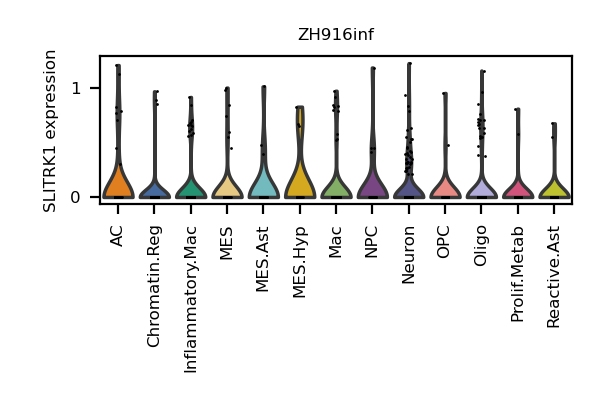 ZH916inf
SLITRK1 expression
1
0
AC
Chromatin.Reg
Inflammatory.Mac
MES
MES.Ast
MES.Hyp
Mac
NPC
Neuron
OPC
Oligo
Prolif.Metab
Reactive.Ast